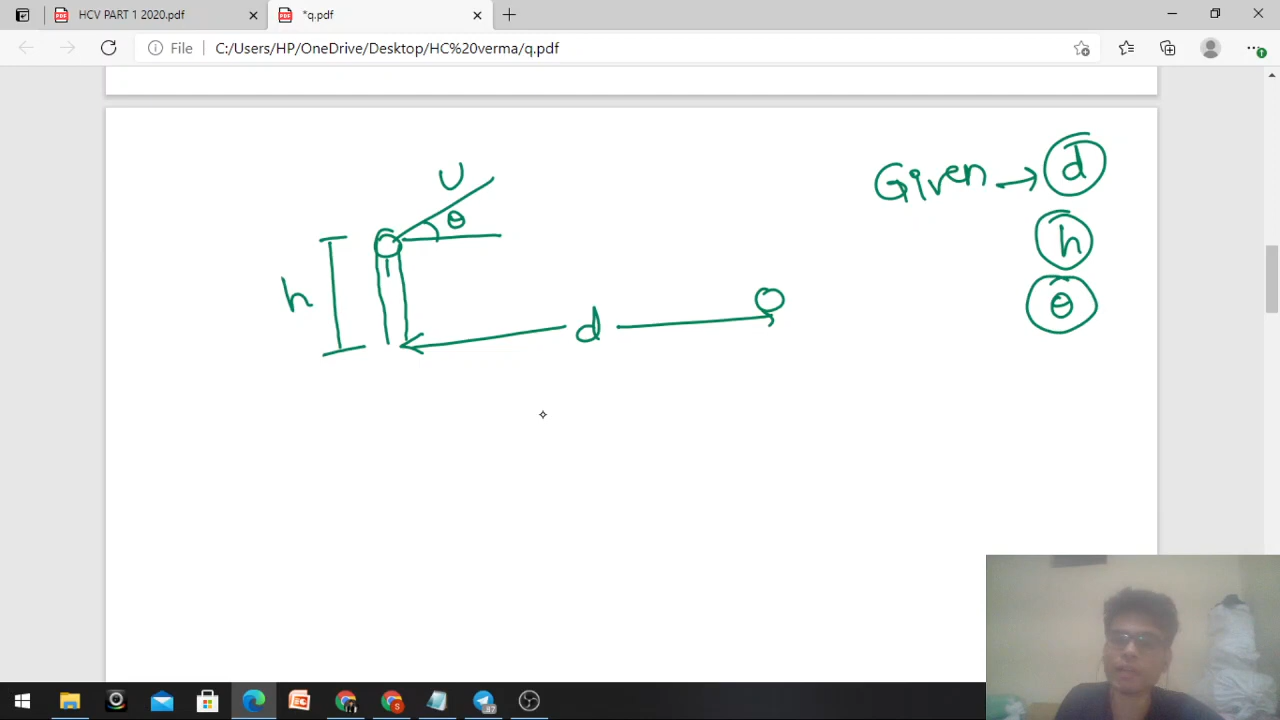 HCV PART 1 2020.pdf
*q.pdf
File
C:/Users/HP/OneDrive/Desktop/HC%20verma/q.pdf
U
θ
h
d
Given → d
h
θ